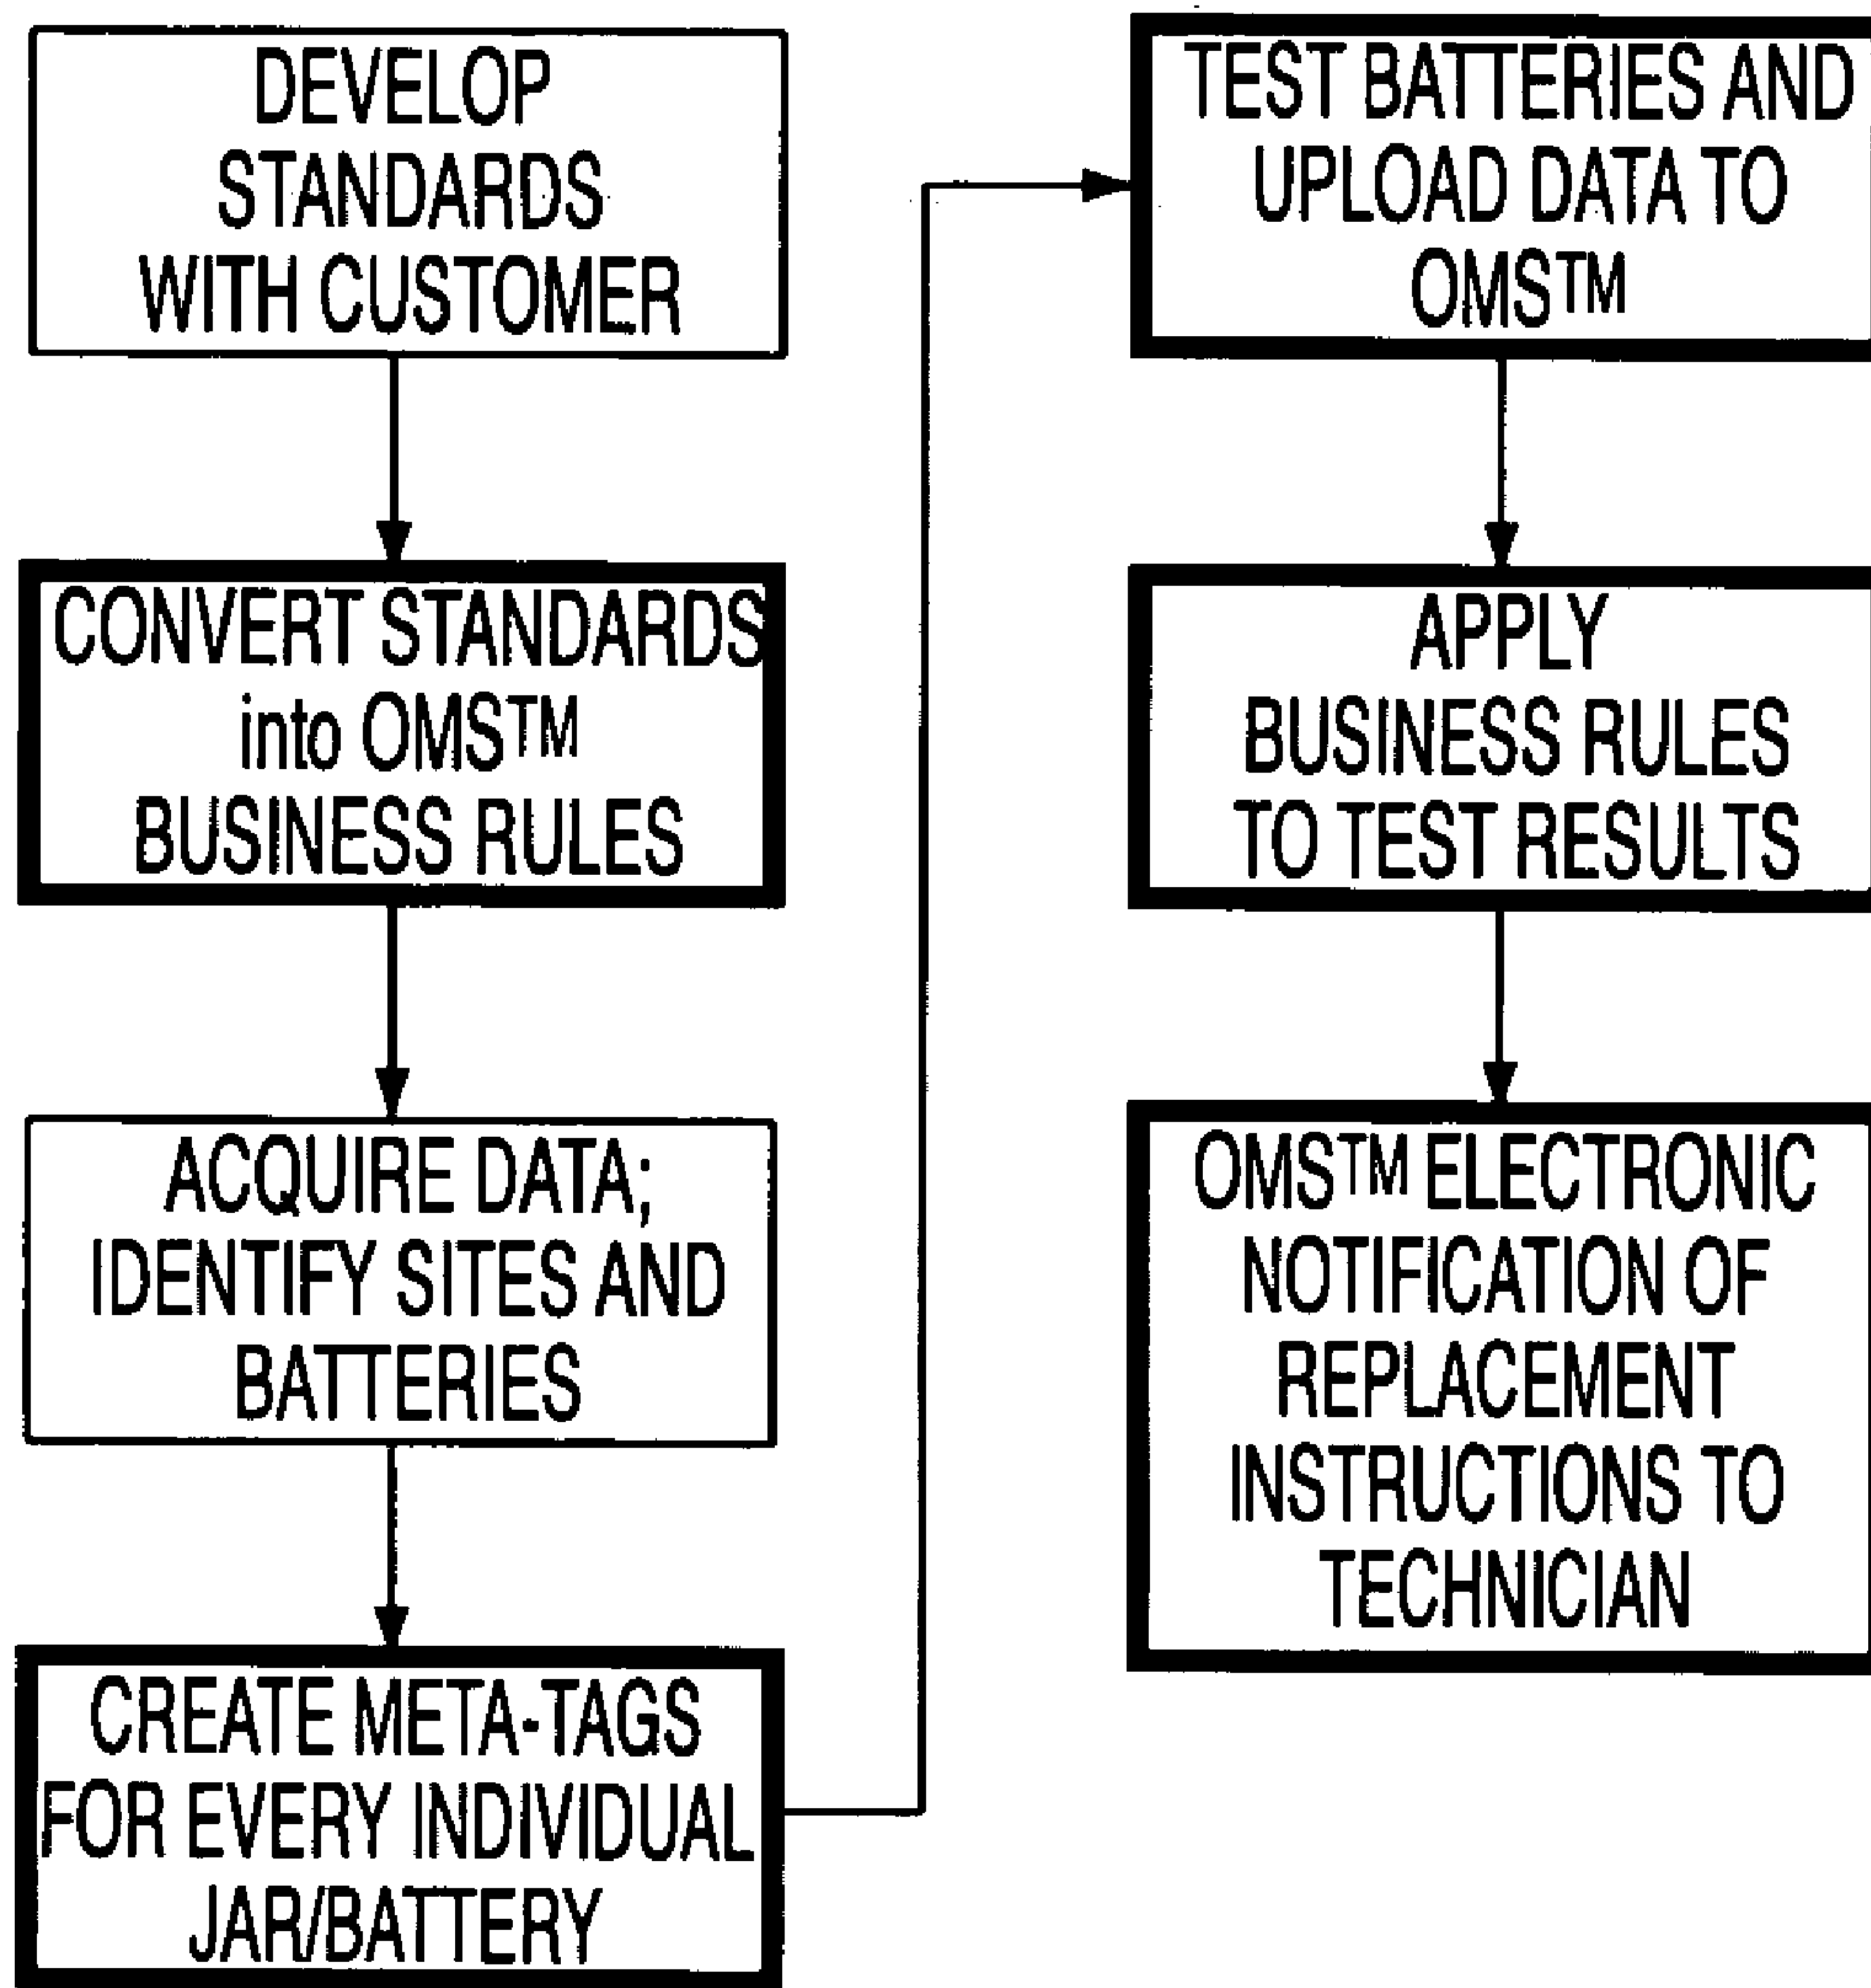 DEVELOP
STANDARDS
WITH CUSTOMER
CONVERT STANDARDS
into OMS™
BUSINESS RULES
ACQUIRE DATA;
IDENTIFY SITES AND
BATTERIES
CREATE META-TAGS
FOR EVERY INDIVIDUAL
JAR/BATTERY
TEST BATTERIES AND
UPLOAD DATA TO
OMS™
APPLY
BUSINESS RULES
TO TEST RESULTS
OMS™ ELECTRONIC
NOTIFICATION OF
REPLACEMENT
INSTRUCTIONS TO
TECHNICIAN